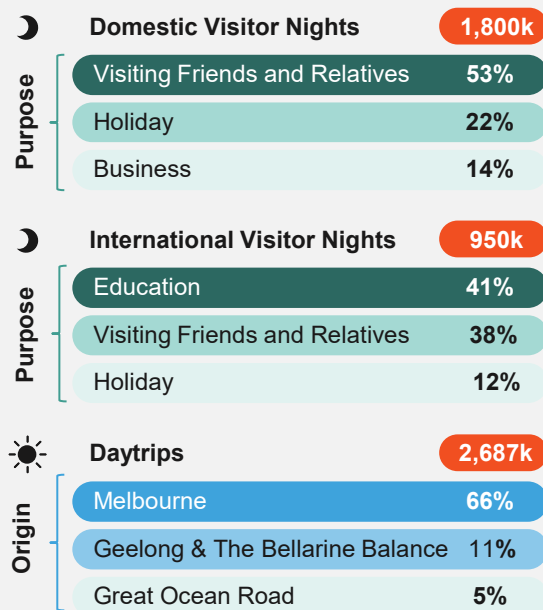 Domestic Visitor Nights 1,800k
Purpose
Visiting Friends and Relatives 53%
Holiday 22%
Business 14%
International Visitor Nights 950k
Purpose
Education 41%
Visiting Friends and Relatives 38%
Holiday 12%
Daytrips 2,687k
Origin
Melbourne 66%
Geelong & The Bellarine Balance 11%
Great Ocean Road 5%